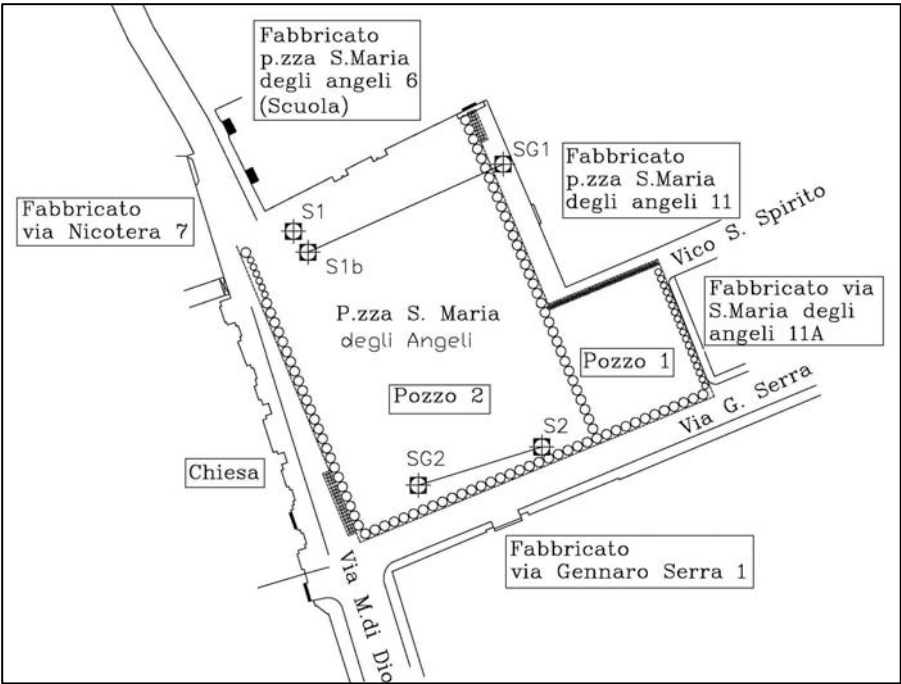 Fabbricato
p.zza S.Maria
degli angeli 6
(Scuola)
SG1
Fabbricato
p.zza S.Maria
degli angeli 11
Fabbricato
via Nicotera 7
S1
S1b
Vico S. Spirito
Fabbricato via
S.Maria degli
angeli 11A
P.zza S. Maria
degli Angeli
Pozzo 1
Pozzo 2
Via G. Serra
S2
SG2
Chiesa
Fabbricato
via Gennaro Serra 1
Via M.di Dio